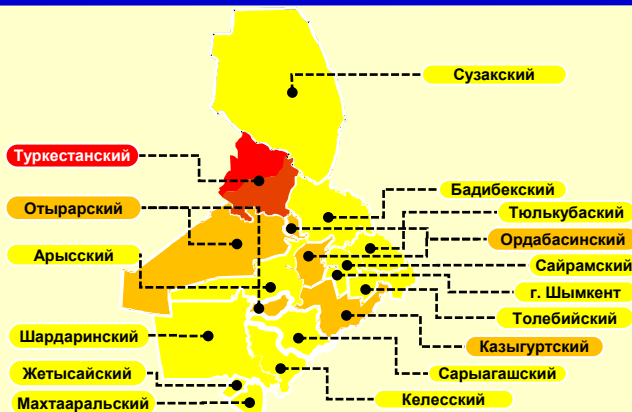 Сузакский
Туркестанский
Бадибекский
Отырарский
Тюлькубаский
Ордабасинский
Арысский
Сайрамский
г. Шымкент
Толебийский
Шардаринский
Казыгуртский
Жетысайский
Сарыагашский
Махтааральский
Келесский